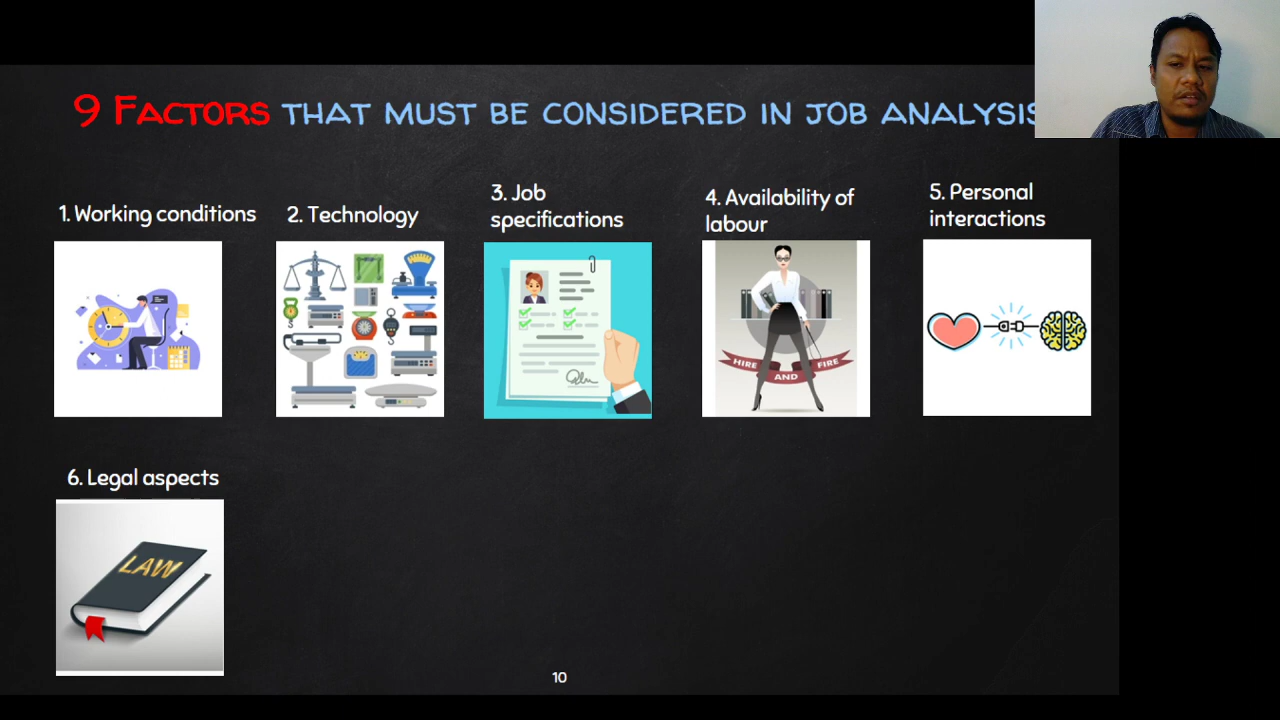 9 Factors that must be considered in job analysis
1. Working conditions
2. Technology
3. Job
specifications
4. Availability of
labour
5. Personal
interactions
HIRE
AND
FIRE
6. Legal aspects
LAW
10